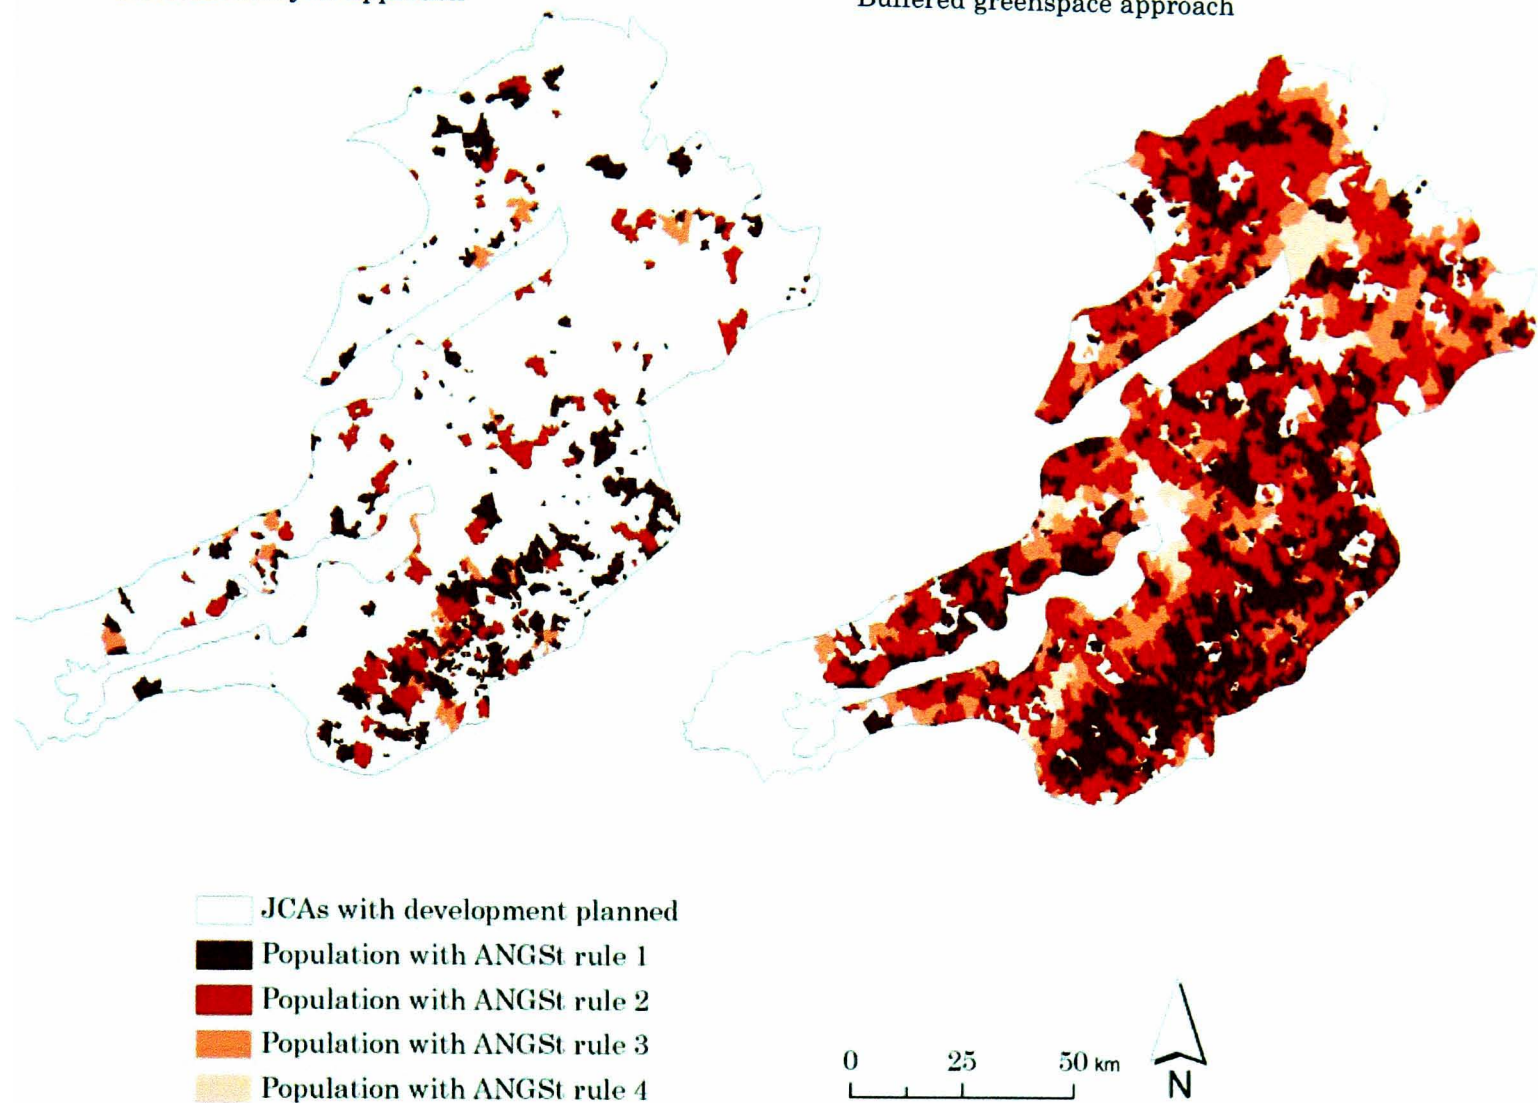 Buffered greenspace approach
JCAs with development planned
Population with ANGSt rule 1
Population with ANGSt rule 2
Population with ANGSt rule 3
Population with ANGSt rule 4
0 25 50 km
N